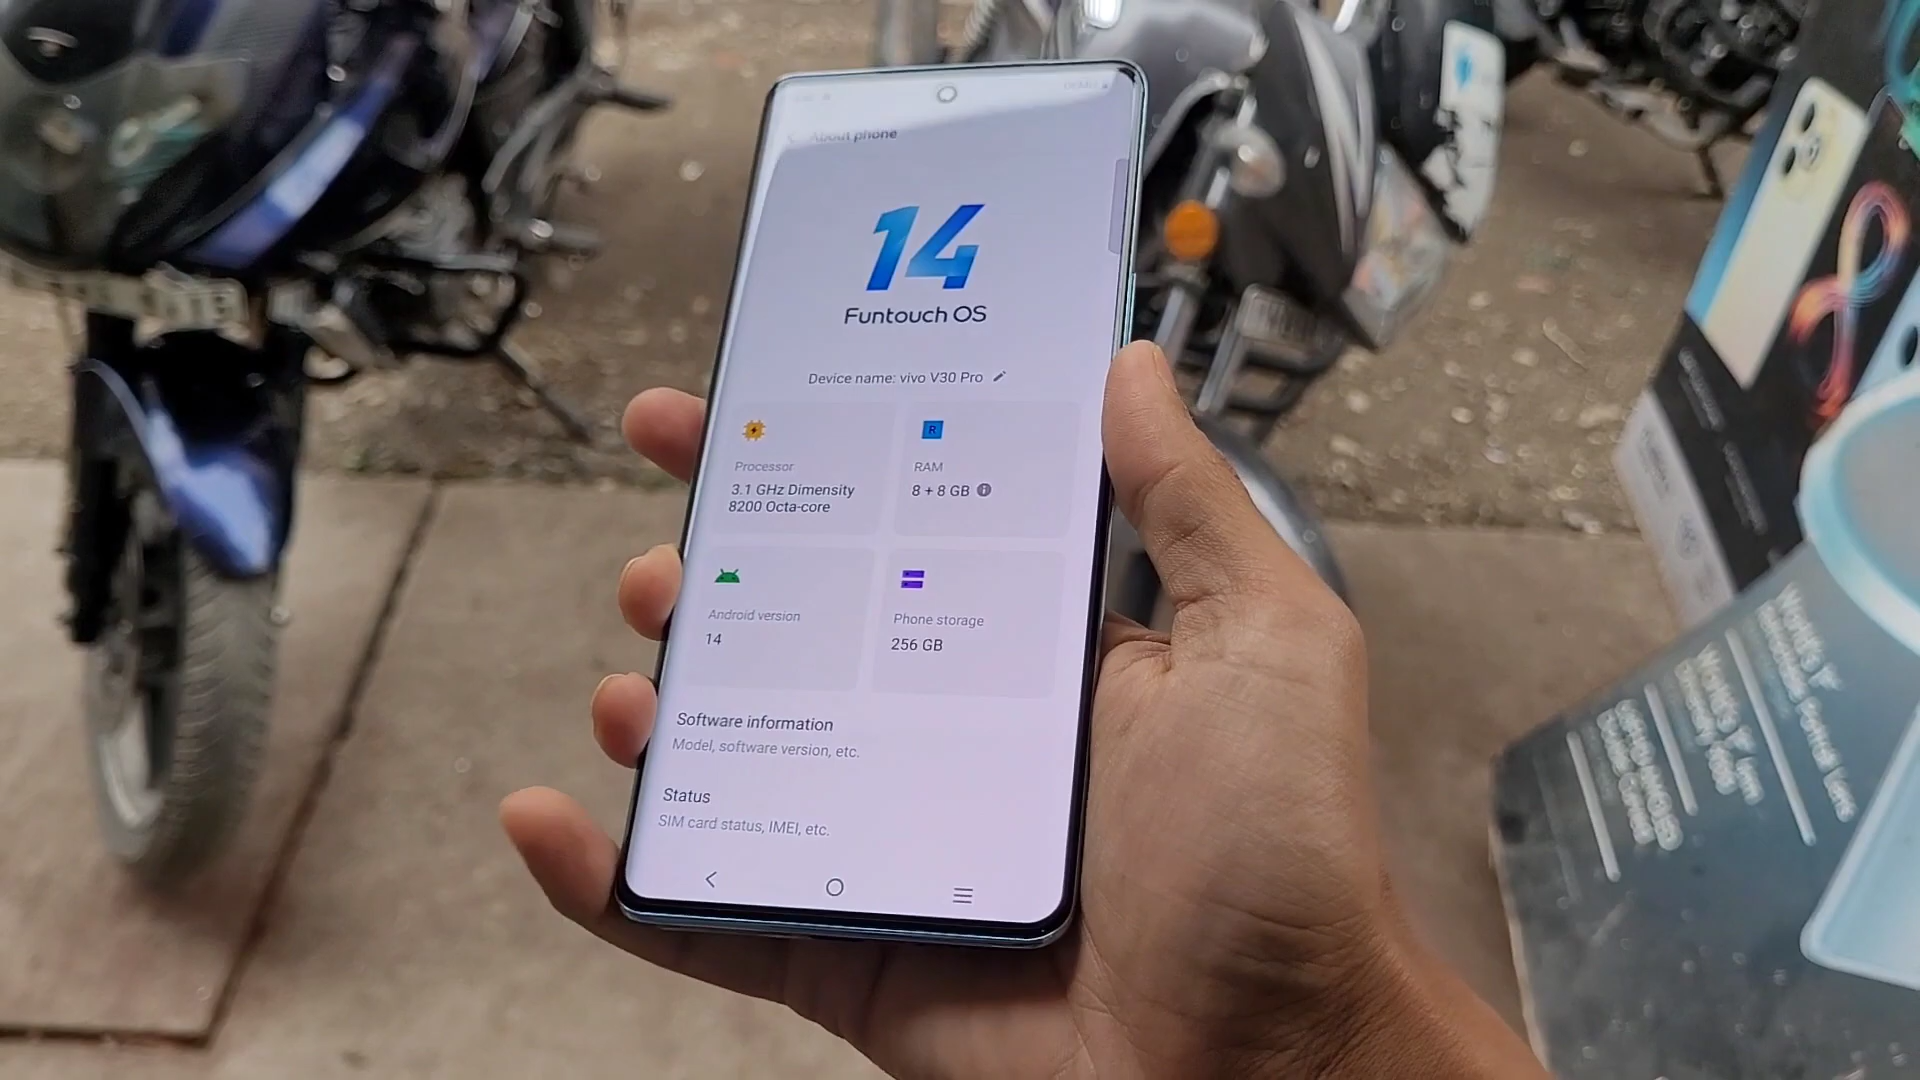 About phone
14
Funtouch OS
Device name: vivo V30 Pro
Processor
3.1 GHz Dimensity
8200 Octa-core
RAM
8 + 8 GB
Android version
14
Phone storage
256 GB
Software information
Model, software version, etc.
Status
SIM card status, IMEI, etc.
World's 1st